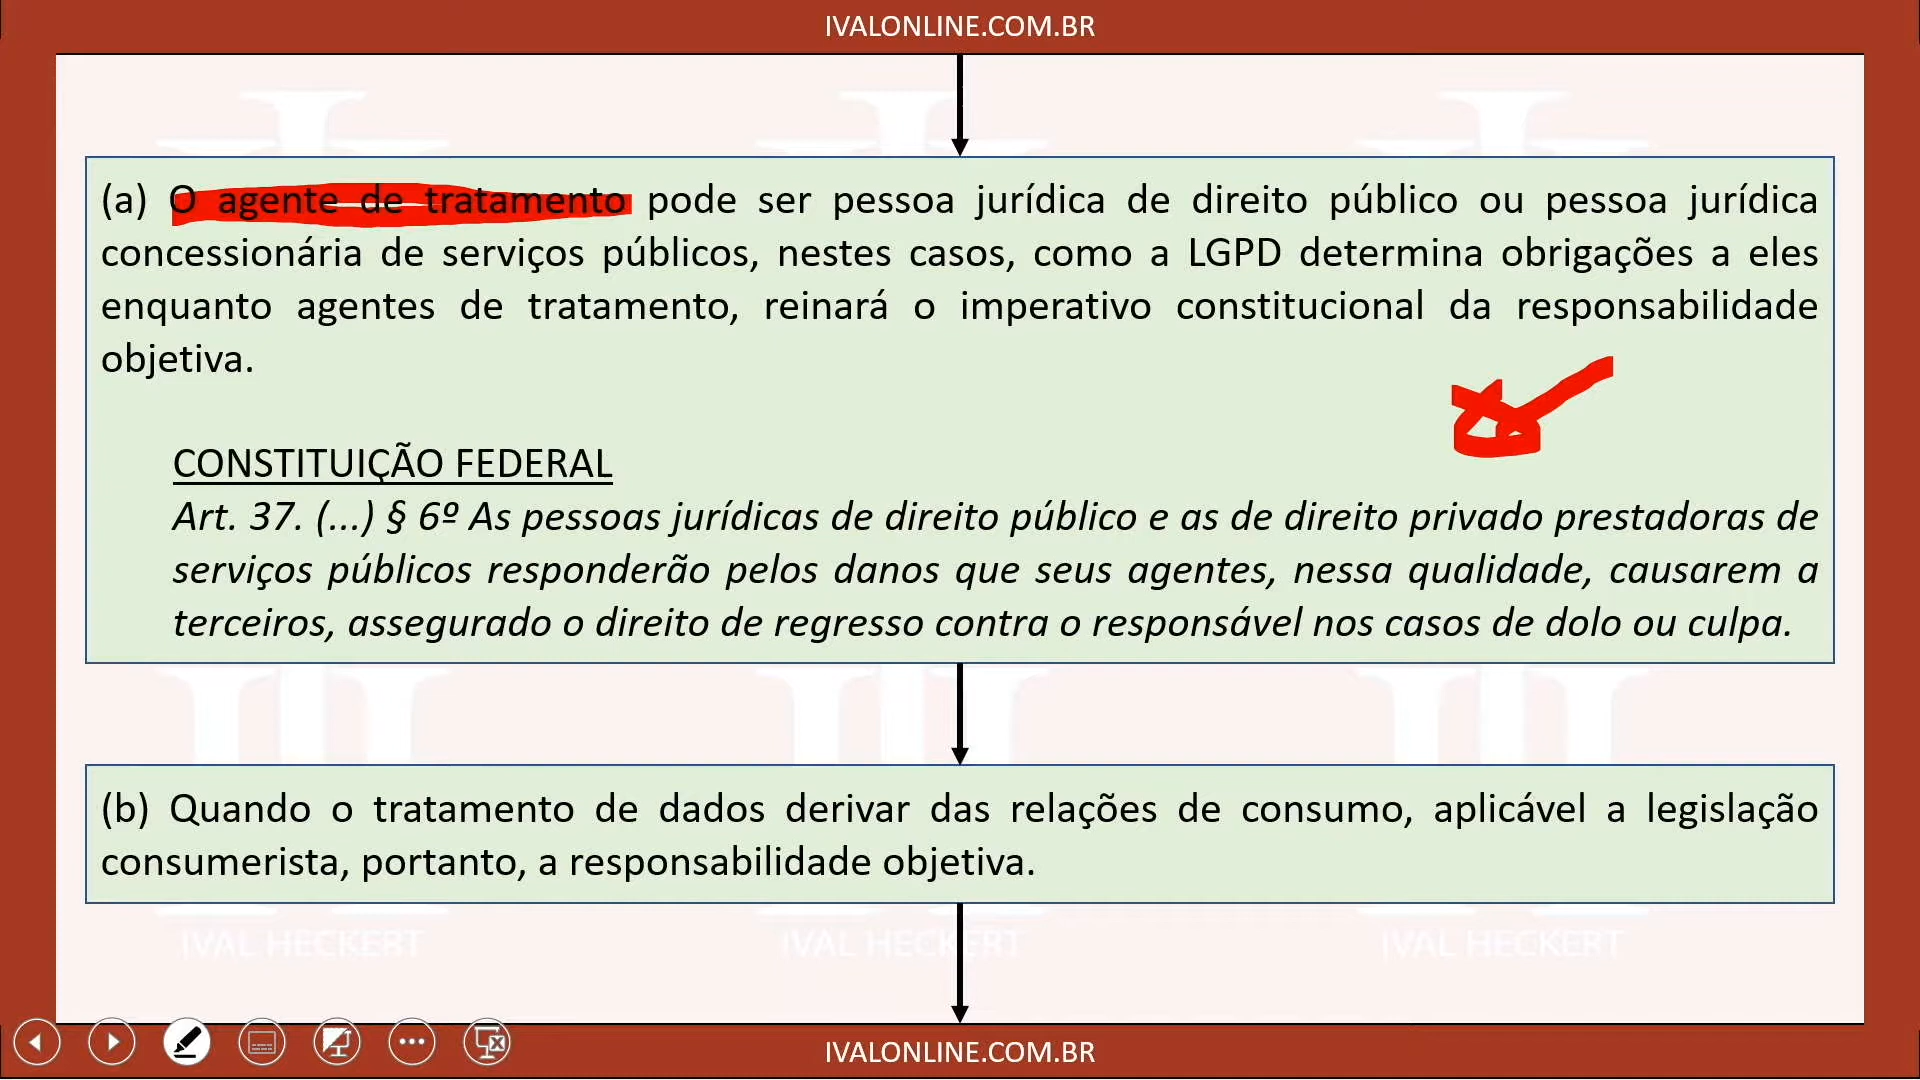 IVALONLINE.COM.BR
(a) O agente de tratamento pode ser pessoa jurídica de direito público ou pessoa jurídica
concessionária de serviços públicos, nestes casos, como a LGPD determina obrigações a eles
enquanto agentes de tratamento, reinará o imperativo constitucional da responsabilidade
objetiva.
CONSTITUIÇÃO FEDERAL
Art. 37. (...) § 6º As pessoas jurídicas de direito público e as de direito privado prestadoras de
serviços públicos responderão pelos danos que seus agentes, nessa qualidade, causarem a
terceiros, assegurado o direito de regresso contra o responsável nos casos de dolo ou culpa.
(b) Quando o tratamento de dados derivar das relações de consumo, aplicável a legislação
consumerista, portanto, a responsabilidade objetiva.
IVAL HECKERT IVAL HECKERT IVAL HECKERT
IVALONLINE.COM.BR